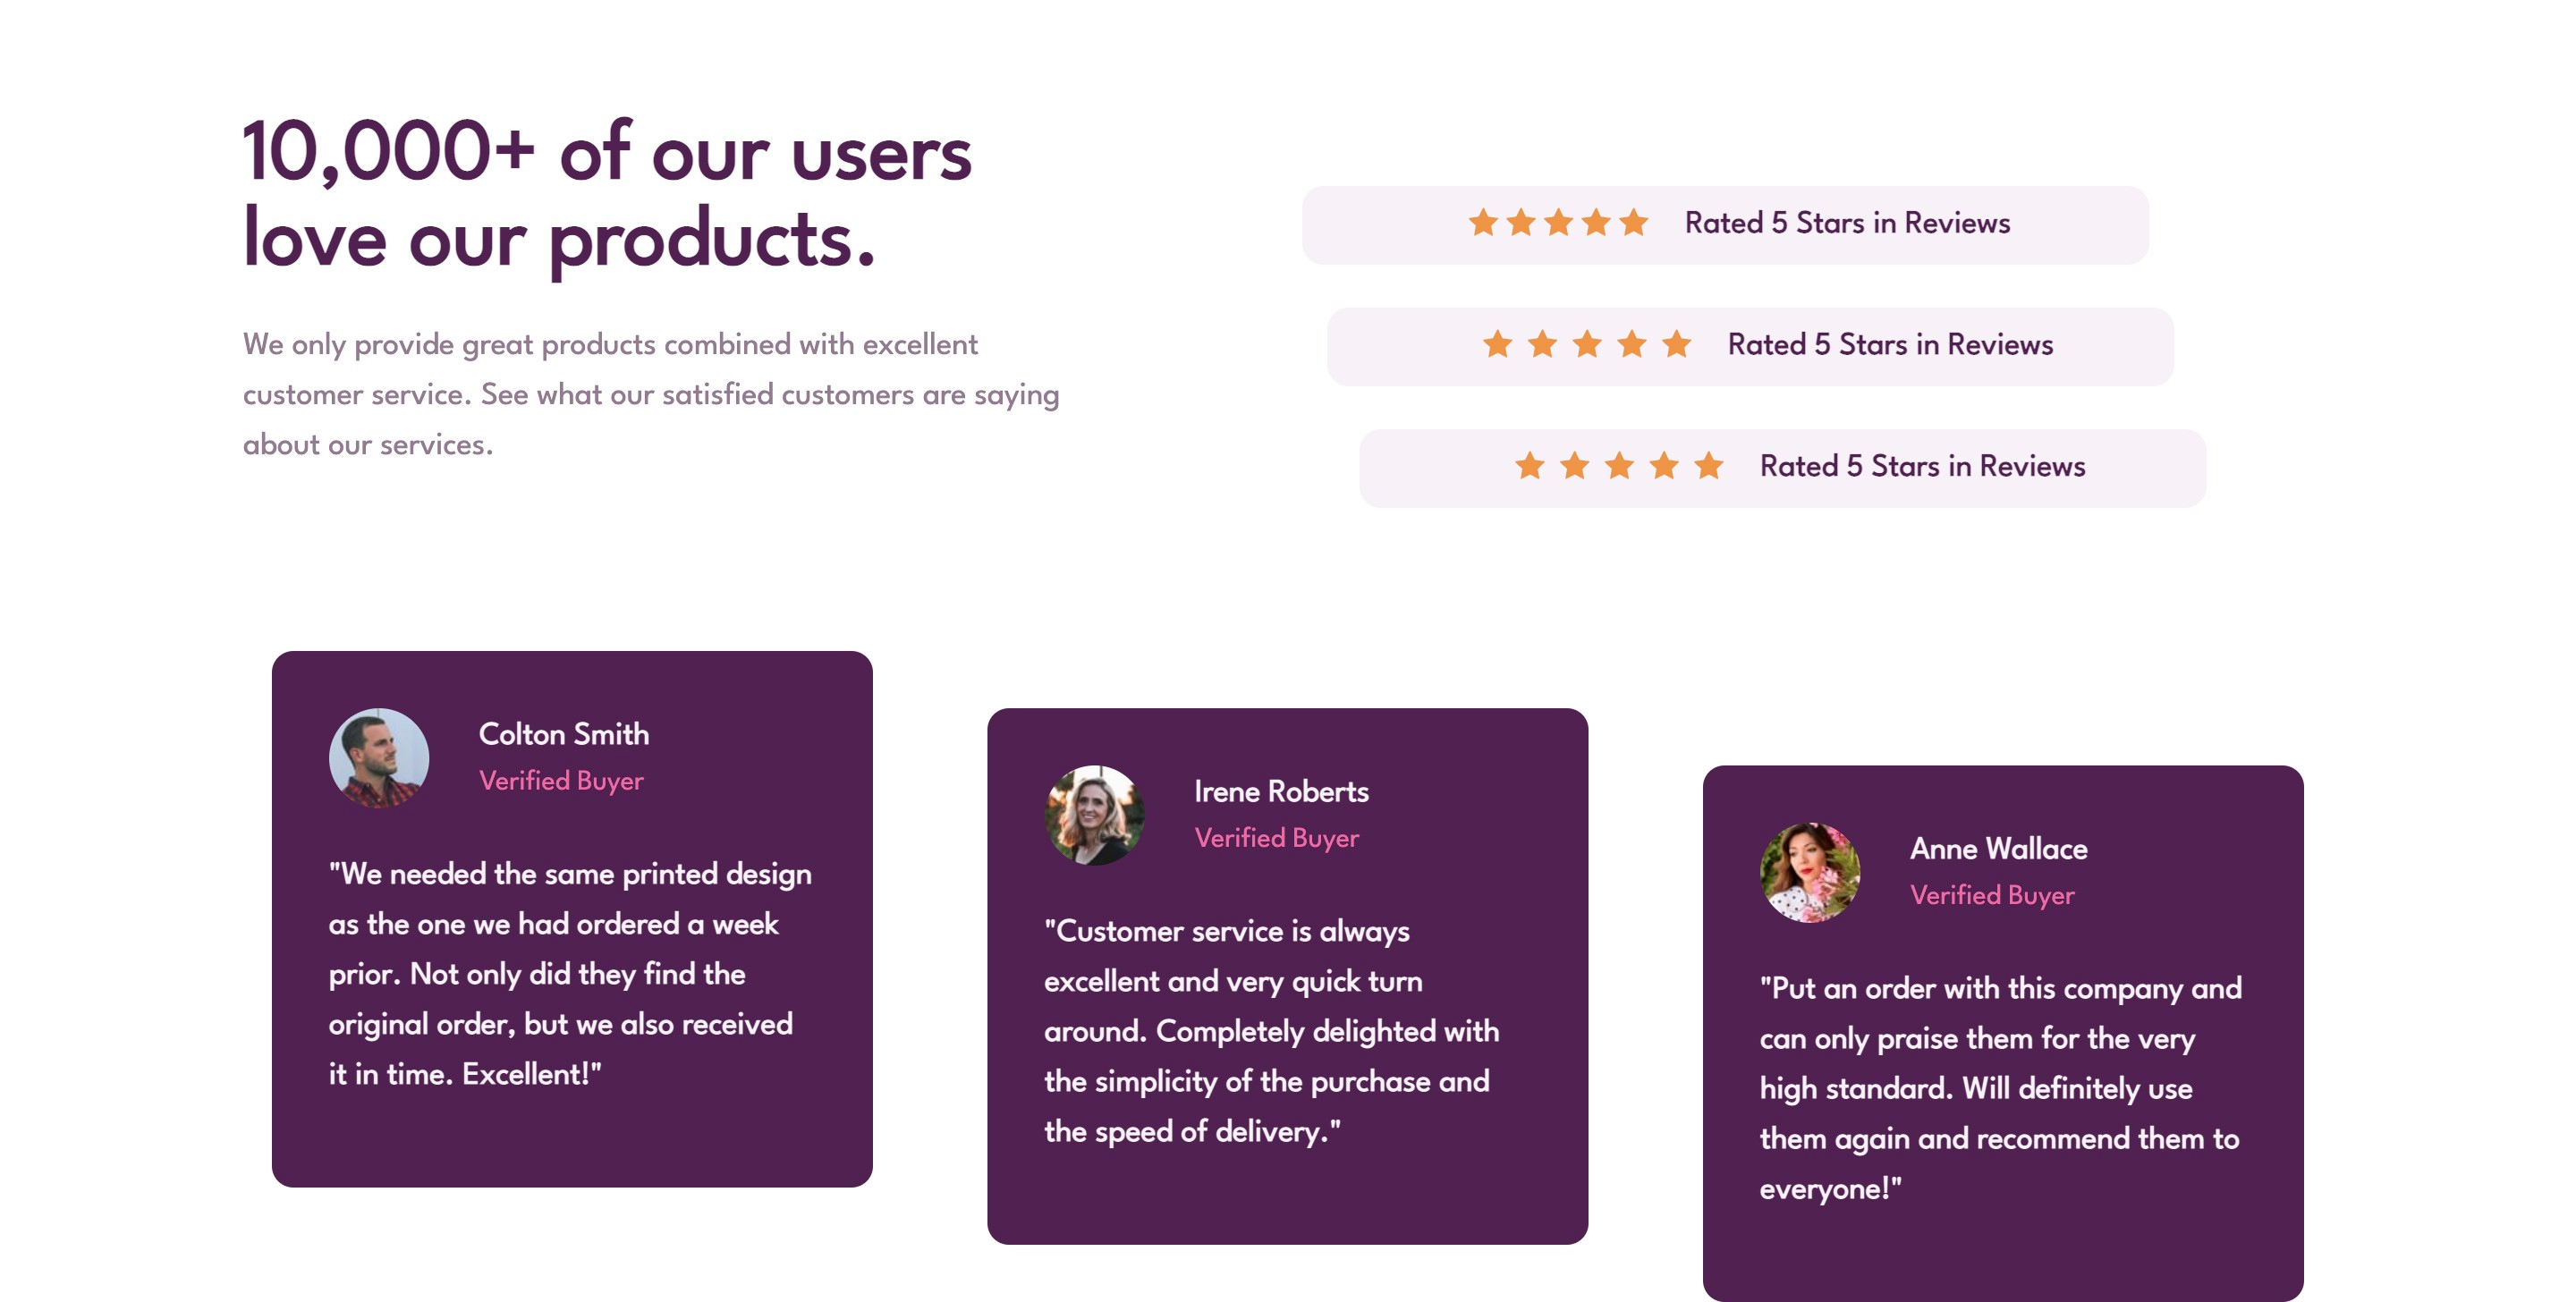 10,000+ of our users
love our products.
We only provide great products combined with excellent
customer service. See what our satisfied customers are saying
about our services.
Rated 5 Stars in Reviews
Rated 5 Stars in Reviews
Rated 5 Stars in Reviews
Colton Smith
Verified Buyer
"We needed the same printed design
as the one we had ordered a week
prior. Not only did they find the
original order, but we also received
it in time. Excellent!"
Irene Roberts
Verified Buyer
"Customer service is always
excellent and very quick turn
around. Completely delighted with
the simplicity of the purchase and
the speed of delivery."
Anne Wallace
Verified Buyer
"Put an order with this company and
can only praise them for the very
high standard. Will definitely use
them again and recommend them to
everyone!"